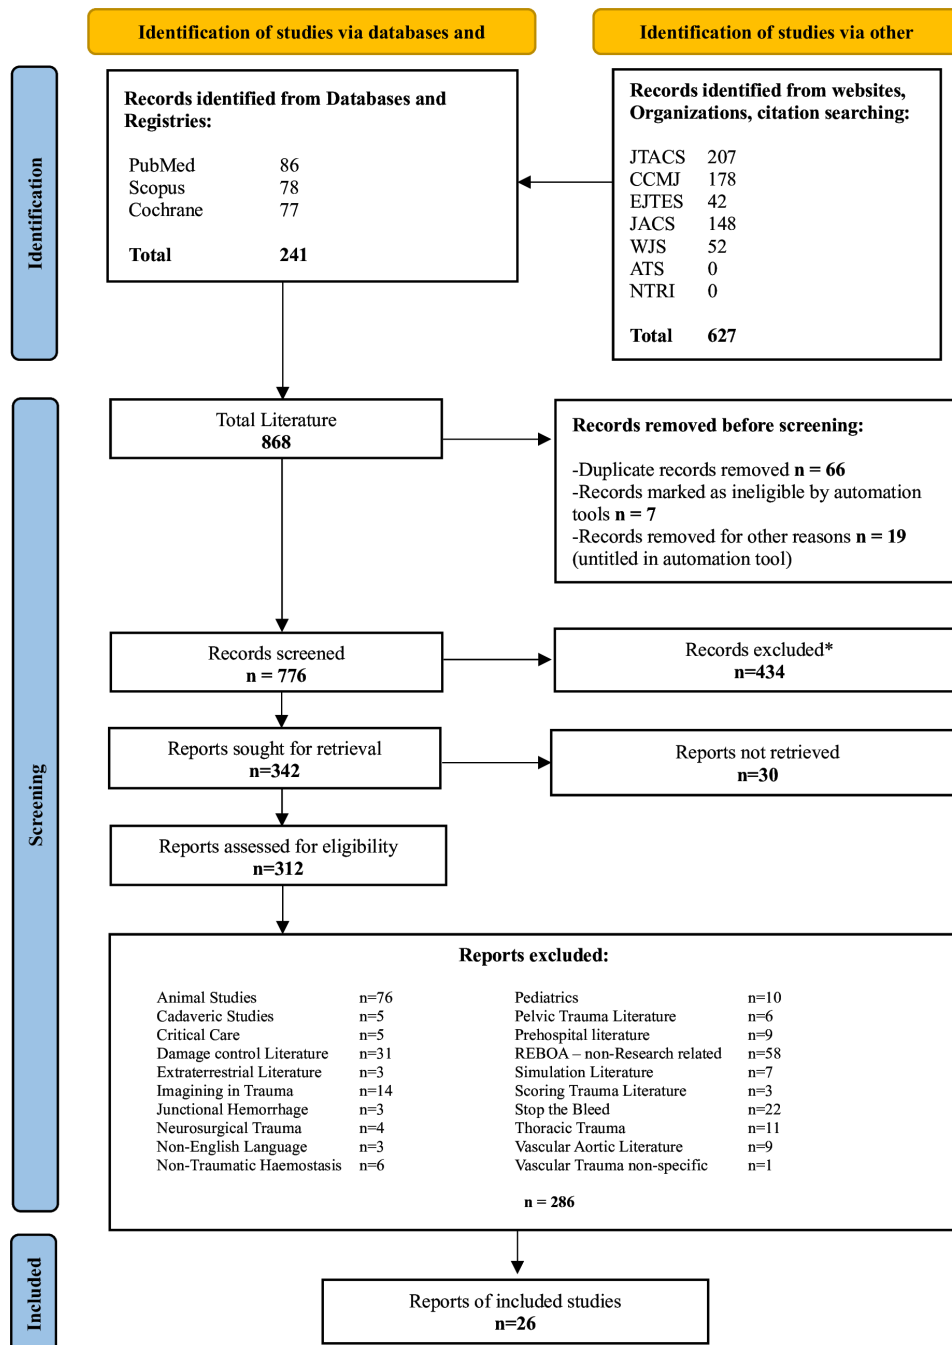 Identification of studies via databases and
Identification of studies via other
Identification
Records identified from Databases and
Registries:
PubMed 86
Scopus 78
Cochrane 77
Total 241
Records identified from websites,
Organizations, citation searching:
JTACS 207
CCMJ 178
EJTES 42
JACS 148
WJS 52
ATS 0
NTRI 0
Total 627
Screening
Total Literature
868
Records removed before screening:
-Duplicate records removed n = 66
-Records marked as ineligible by automation
tools n = 7
-Records removed for other reasons n = 19
(untitled in automation tool)
Records screened
n = 776
Records excluded*
n=434
Reports sought for retrieval
n=342
Reports not retrieved
n=30
Reports assessed for eligibility
n=312
Reports excluded:
Animal Studies n=76
Cadaveric Studies n=5
Critical Care n=5
Damage control Literature n=31
Extraterrestrial Literature n=3
Imagining in Trauma n=14
Junctional Hemorrhage n=3
Neurosurgical Trauma n=4
Non-English Language n=3
Non-Traumatic Haemostasis n=6
Pediatrics n=10
Pelvic Trauma Literature n=6
Prehospital literature n=9
REBOA – non-Research related n=58
Simulation Literature n=7
Scoring Trauma Literature n=3
Stop the Bleed n=22
Thoracic Trauma n=11
Vascular Aortic Literature n=9
Vascular Trauma non-specific n=1
n = 286
Included
Reports of included studies
n=26